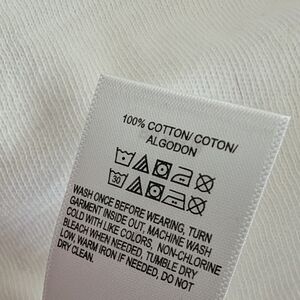 100% COTTON/ COTON/
ALGODON
30
WASH ONCE BEFORE WEARING, TURN
GARMENT INSIDE OUT, MACHINE WASH
COLD WITH LIKE COLORS, NON-CHLORINE
BLEACH WHEN NEEDED, TUMBLE DRY
LOW, WARM IRON IF NEEDED, DO NOT
DRY CLEAN.